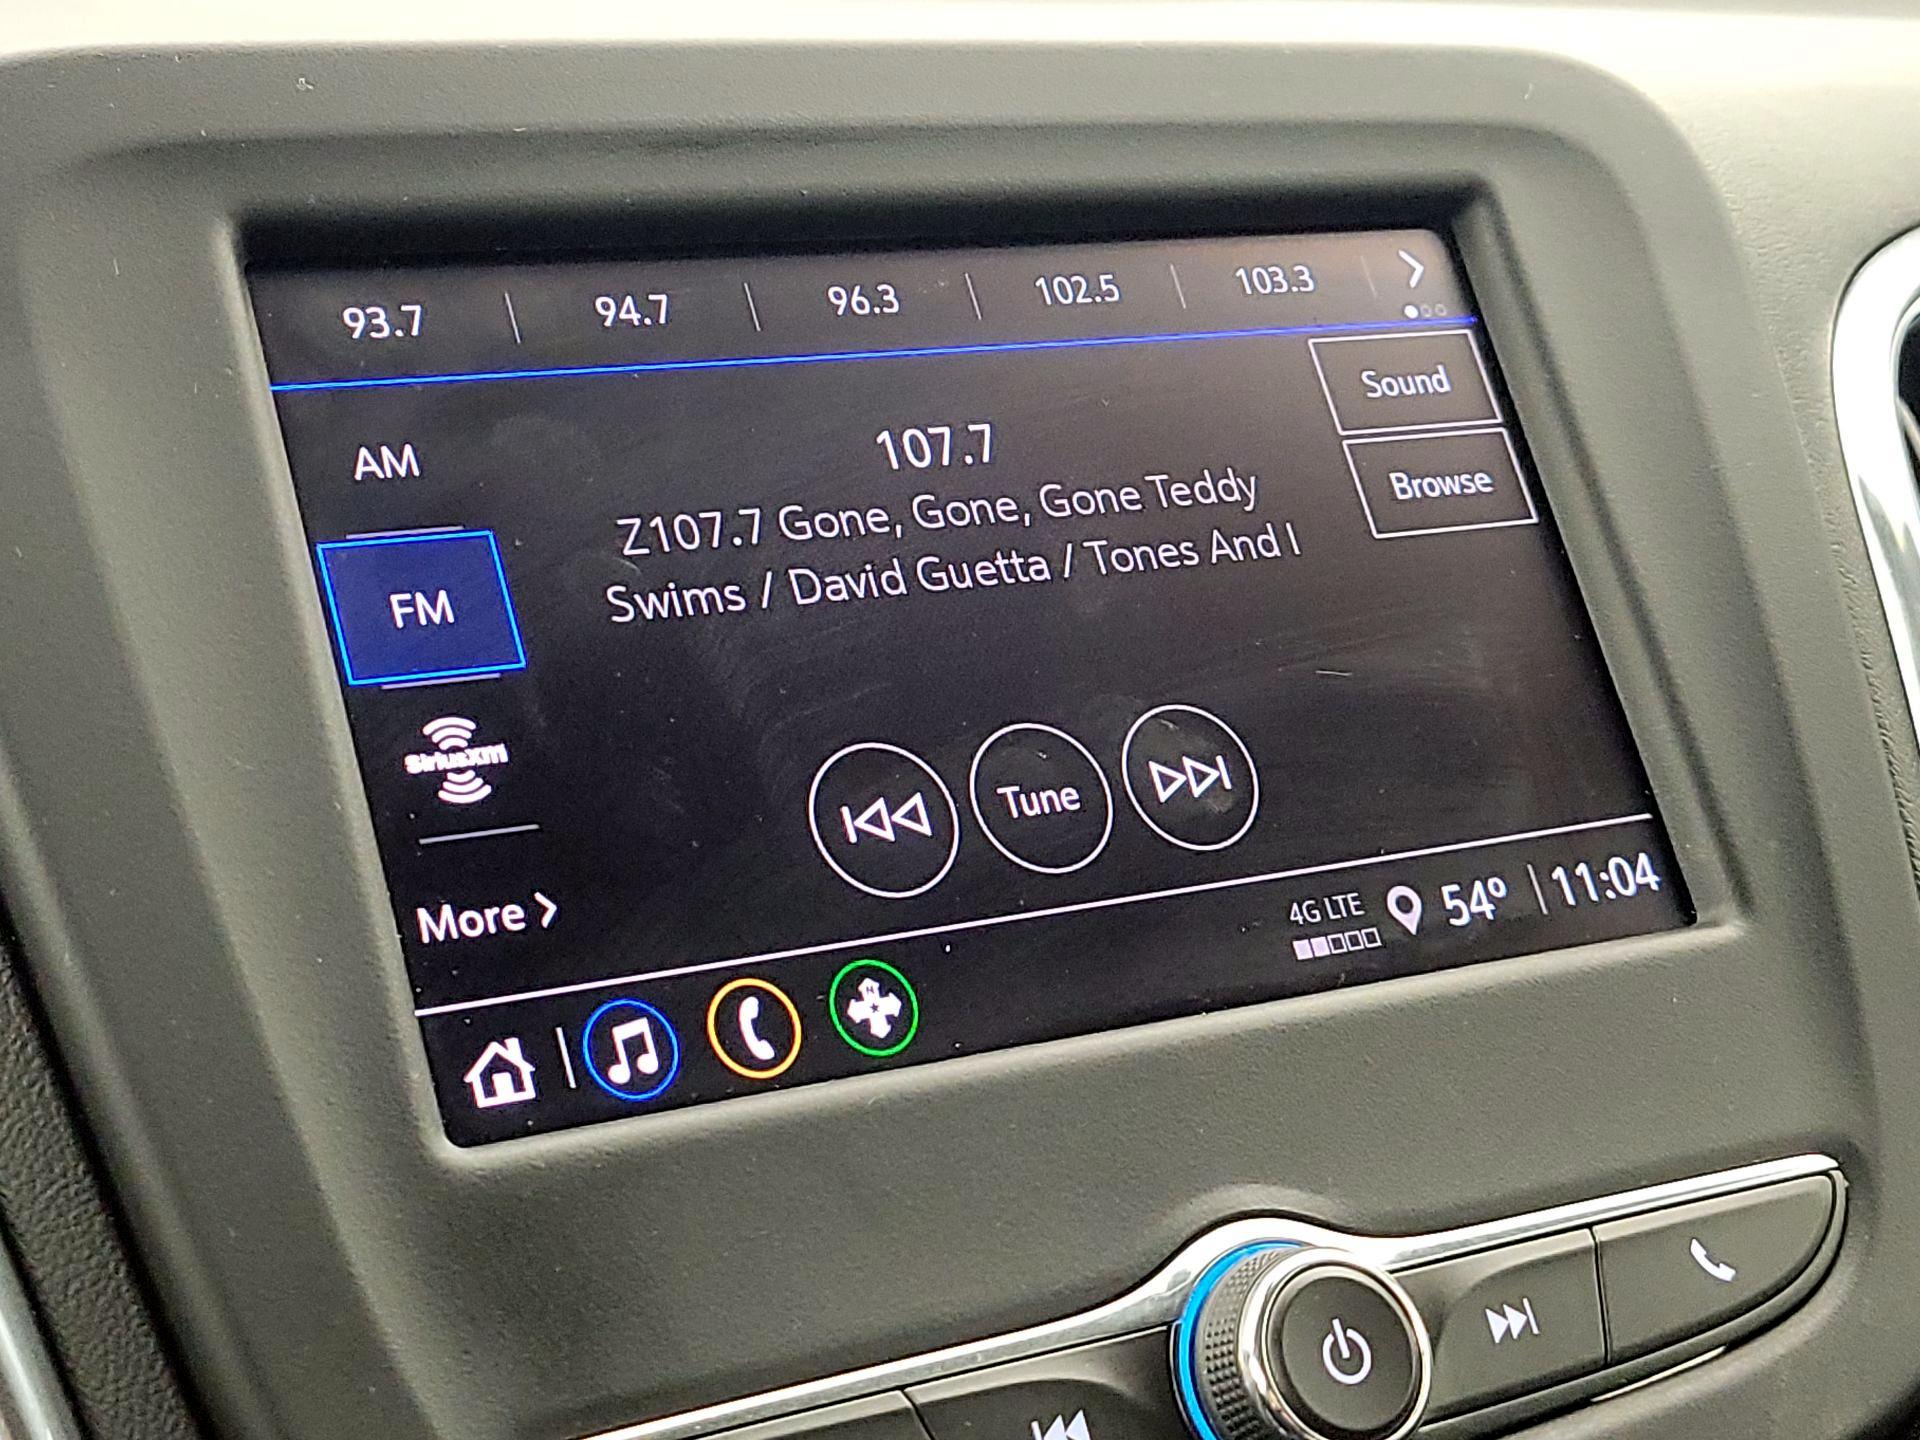 93.7 94.7 96.3 102.5 103.3
Sound
AM
107.7
Browse
Z107.7 Gone, Gone, Gone Teddy
Swims / David Guetta / Tones And I
FM
SiriusXM
Tune
More
4G LTE 54° 11:04
N